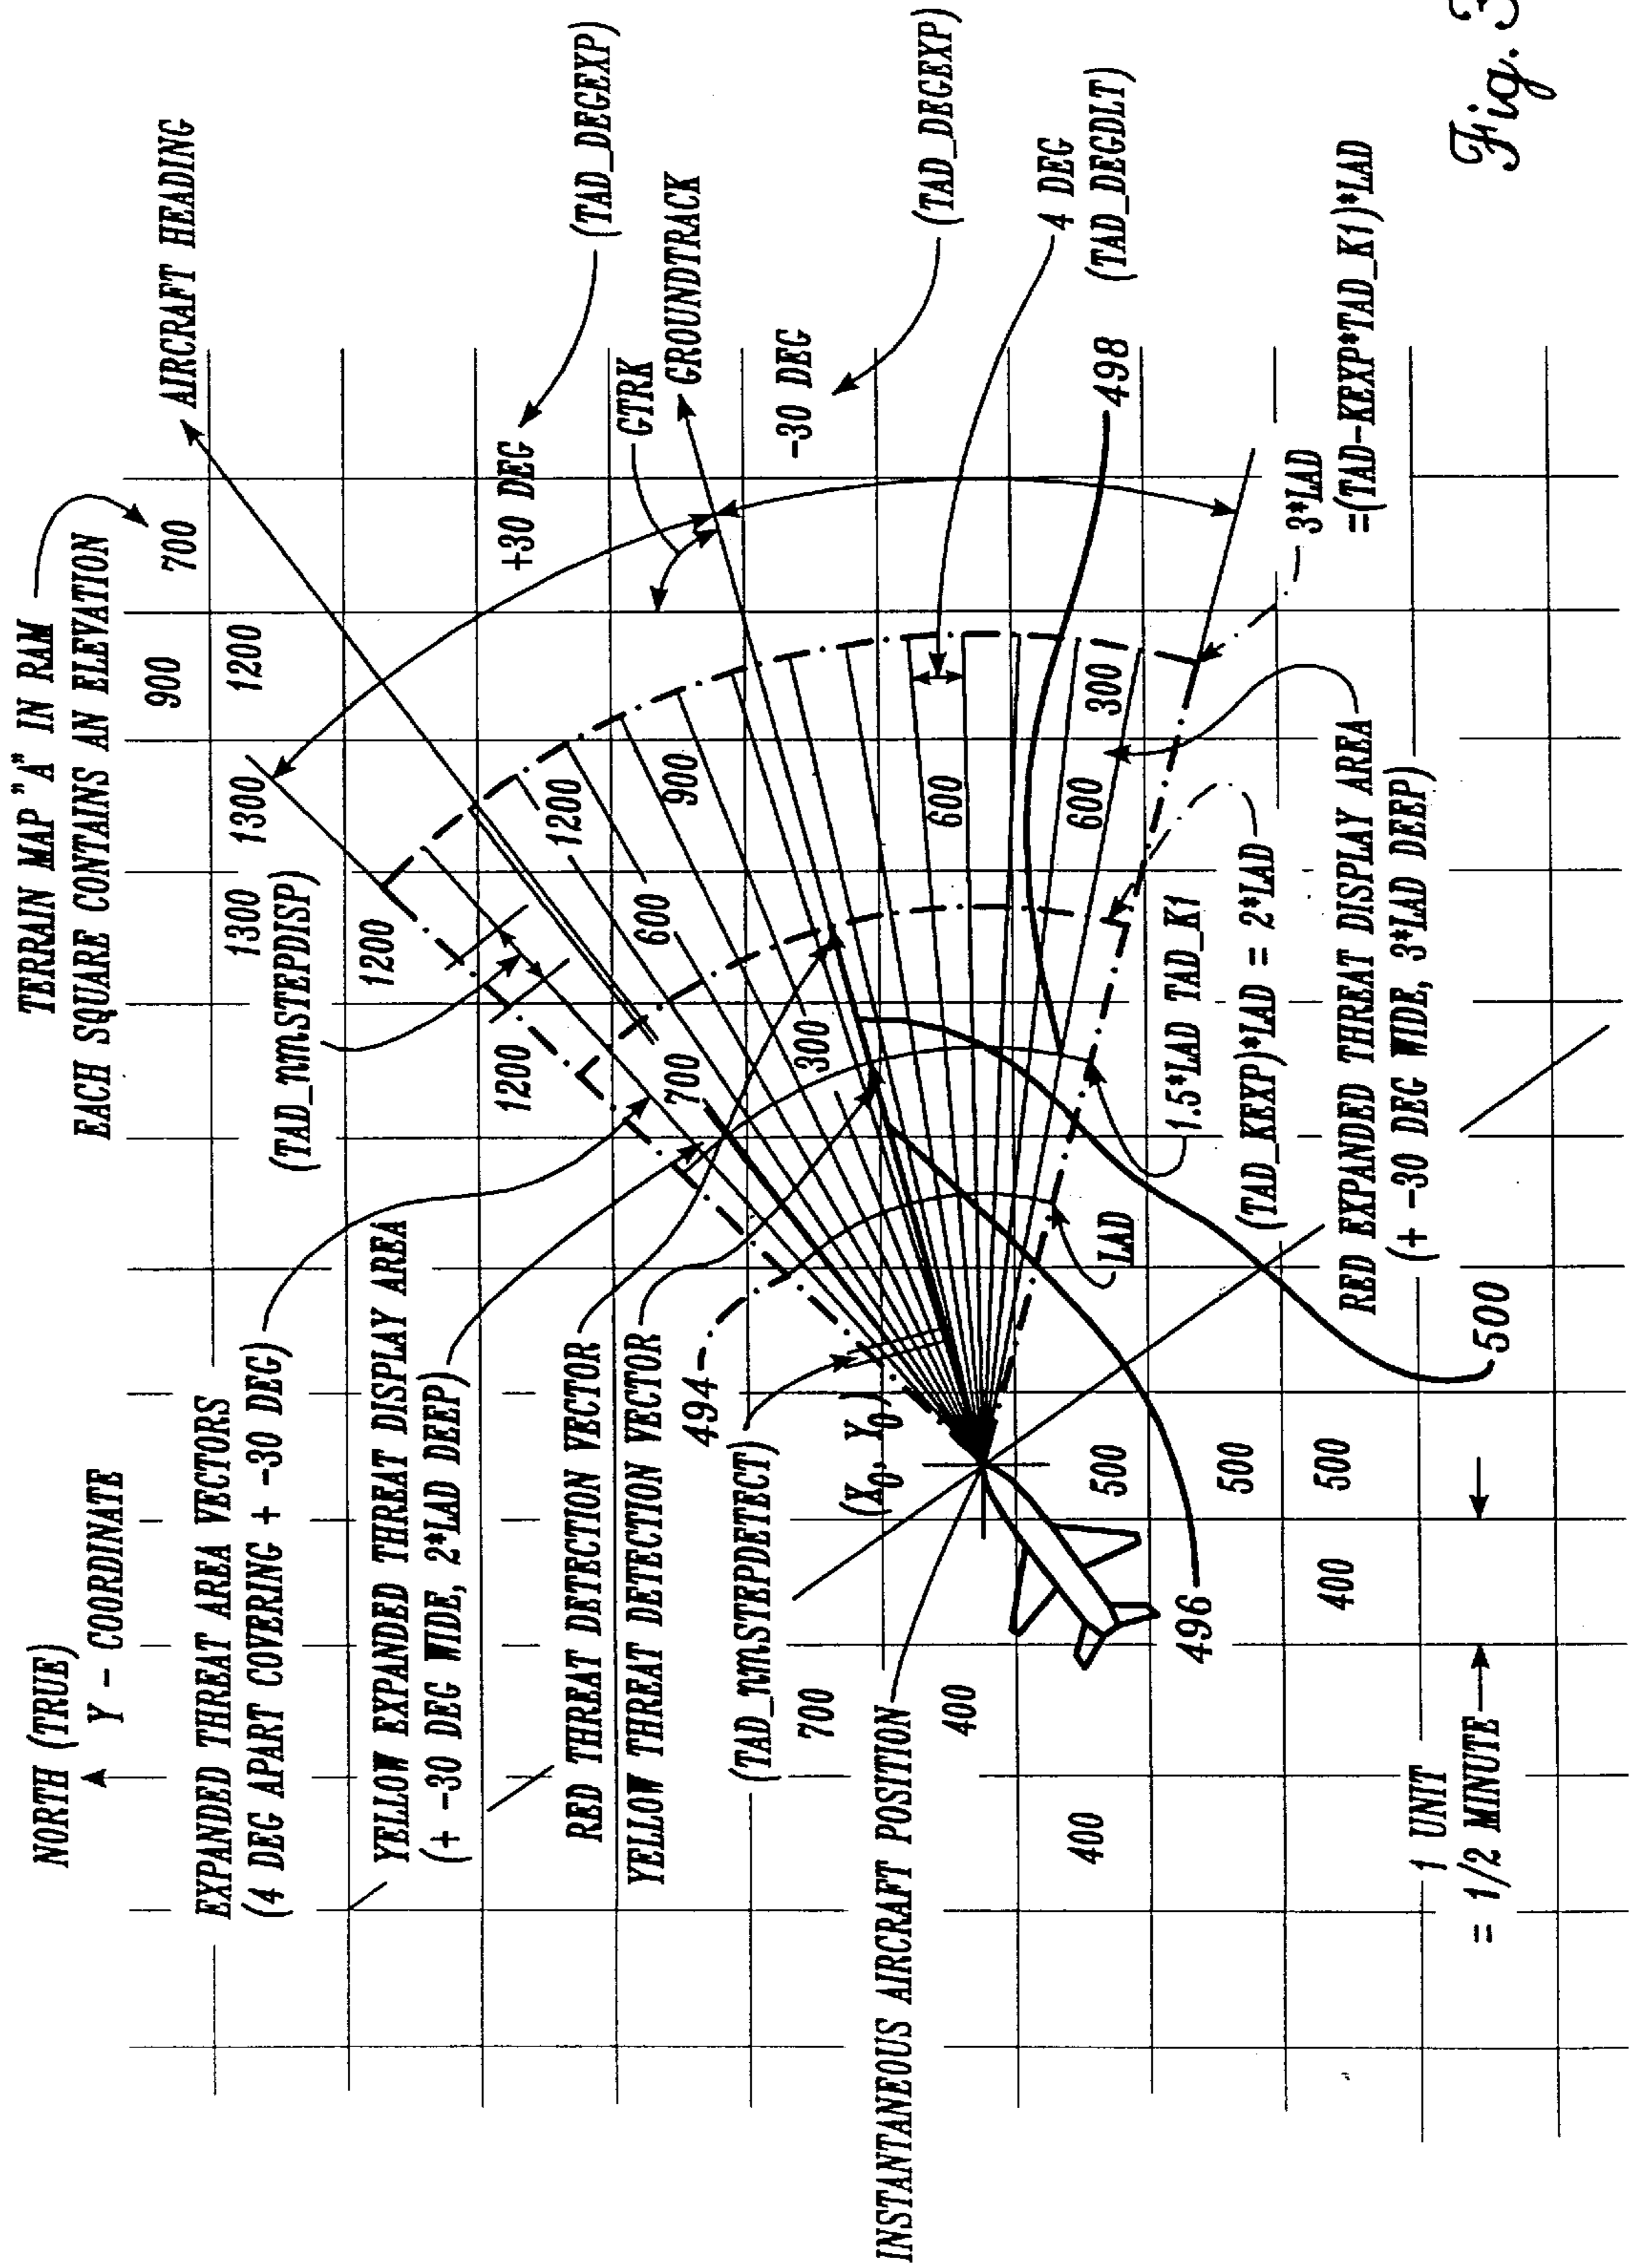 NORTH (TRUE)
Y - COORDINATE
TERRAIN MAP "A" IN RAM
EACH SQUARE CONTAINS AN ELEVATION
EXPANDED THREAT AREA VECTORS
(4 DEG APART COVERING + -30 DEG)
YELLOW EXPANDED THREAT DISPLAY AREA
(+ -30 DEG WIDE, 2*LAD DEEP)
RED THREAT DETECTION VECTOR
YELLOW THREAT DETECTION VECTOR
494
(TAD_nmSTEPDETECT)
(X0, Y0)
INSTANTANEOUS AIRCRAFT POSITION
(TAD_nmSTEPDISP)
AIRCRAFT HEADING
+30 DEG
(TAD_DEGEXP)
GTRK
GROUNDTRACK
-30 DEG
(TAD_DEGEXP)
4 DEG
(TAD_DEGDLT)
498
3*LAD
=(TAD-KEXP*TAD_K1)*LAD
LAD
1.5*LAD TAD_K1
(TAD_KEXP)*LAD = 2*LAD
RED EXPANDED THREAT DISPLAY AREA
(+ -30 DEG WIDE, 3*LAD DEEP)
500
496
1 UNIT
= 1/2 MINUTE
900
700
1200
1300
1300
1200
1200
1200
900
600
700
300
600
600
300
700
400
400
500
500
500
400
Fig. 3